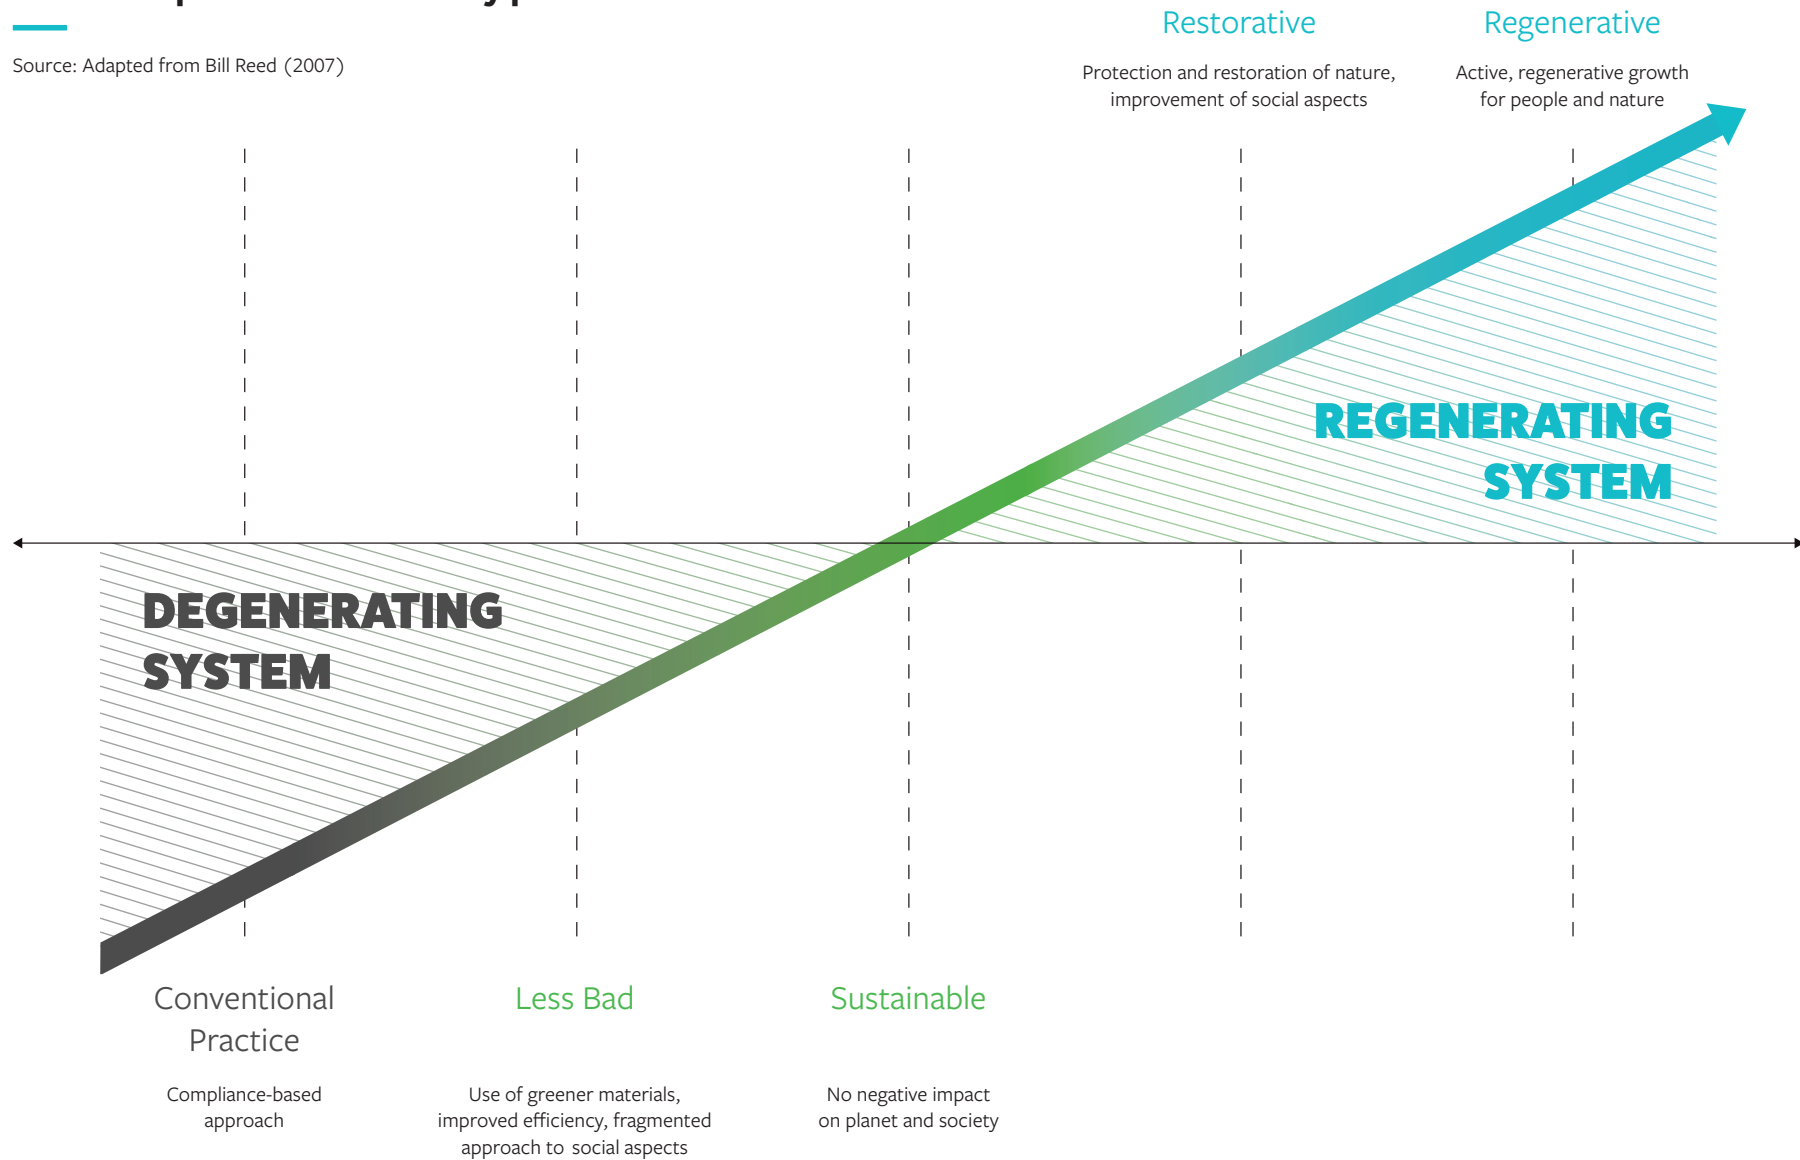 Source: Adapted from Bill Reed (2007)
Restorative
Protection and restoration of nature,
improvement of social aspects
Regenerative
Active, regenerative growth
for people and nature
REGENERATING
SYSTEM
DEGENERATING
SYSTEM
Conventional
Practice
Compliance-based
approach
Less Bad
Use of greener materials,
improved efficiency, fragmented
approach to social aspects
Sustainable
No negative impact
on planet and society